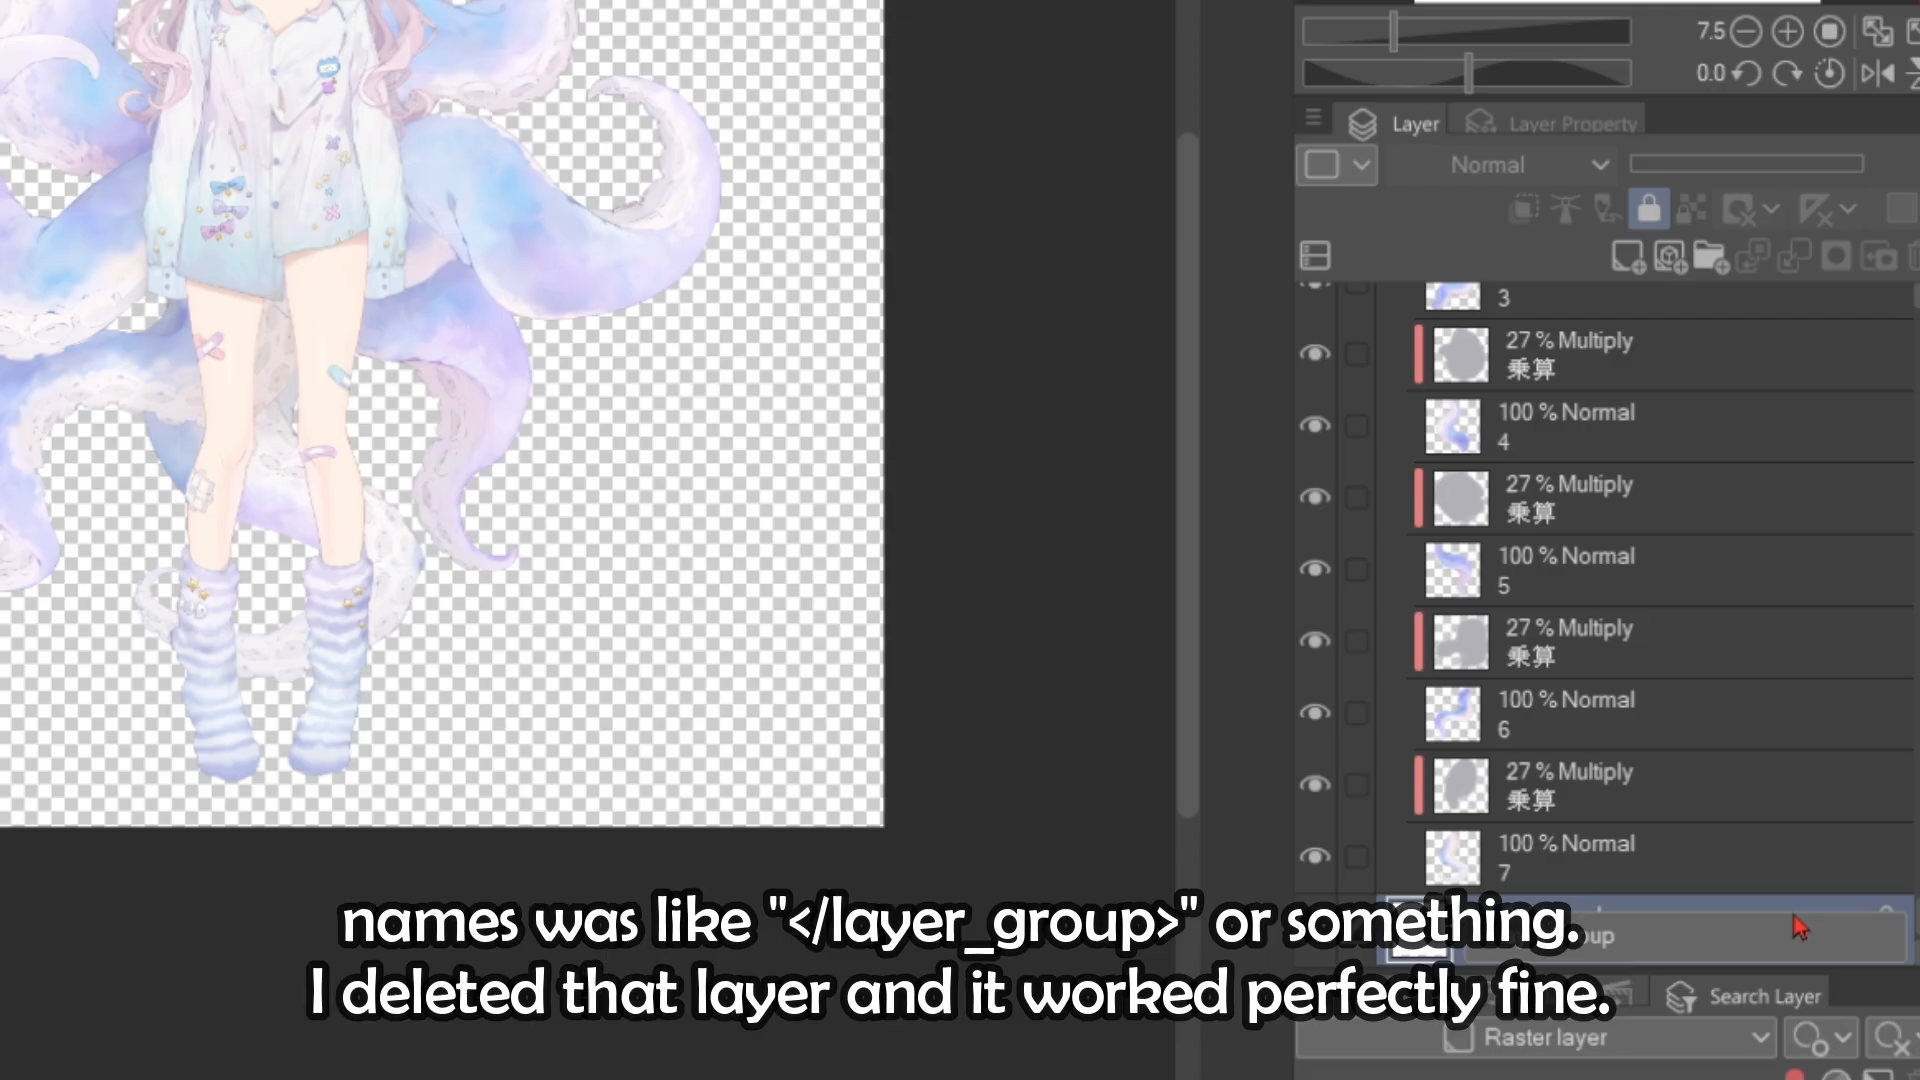 7.5
0.0
Layer
Layer Property
Normal
3
27 % Multiply
乗算
100 % Normal
4
27 % Multiply
乗算
100 % Normal
5
27 % Multiply
乗算
100 % Normal
6
27 % Multiply
乗算
100 % Normal
7
names was like "</layer_group>" or something.
I deleted that layer and it worked perfectly fine.
Search Layer
Raster layer